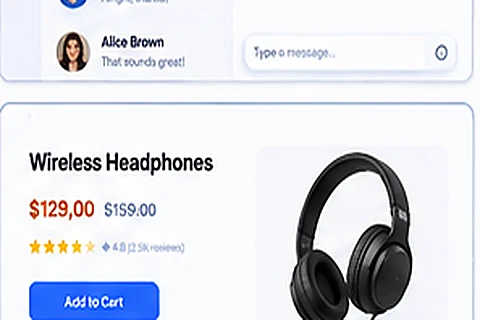 Alice Brown
That sounds great!
Type a message...
Wireless Headphones
$129,00 $159.00
4.8 (2.5K reviews)
Add to Cart